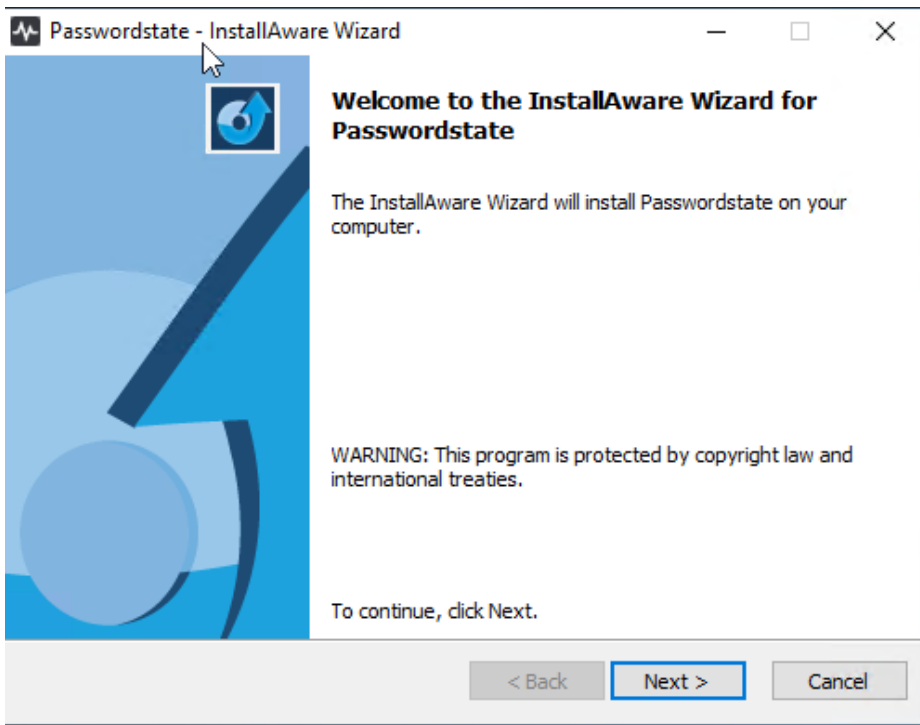 Passwordstate - InstallAware Wizard
Welcome to the InstallAware Wizard for
Passwordstate
The InstallAware Wizard will install Passwordstate on your
computer.
WARNING: This program is protected by copyright law and
international treaties.
To continue, click Next.
< Back Next > Cancel